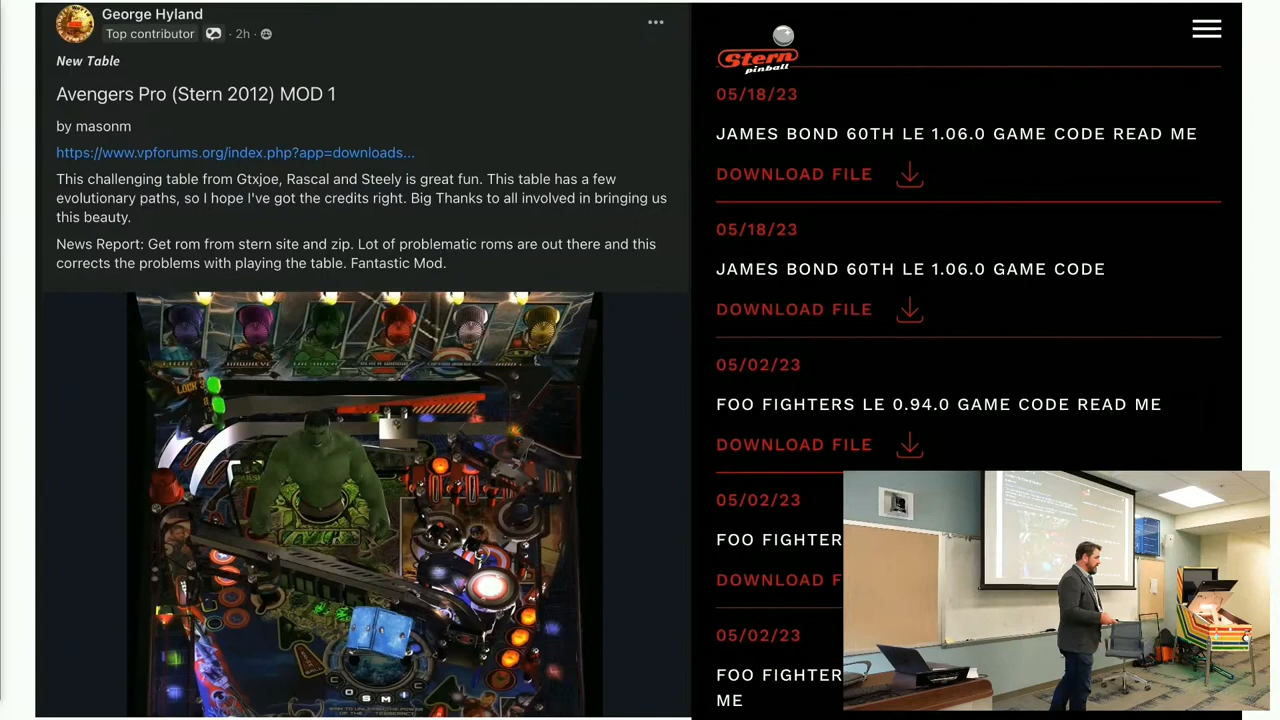 George Hyland
Top contributor · 2h ·
New Table
Avengers Pro (Stern 2012) MOD 1
by masonm
https://www.vpforums.org/index.php?app=downloads...
This challenging table from Gtxjoe, Rascal and Steely is great fun. This table has a few
evolutionary paths, so I hope I've got the credits right. Big Thanks to all involved in bringing us
this beauty.
News Report: Get rom from stern site and zip. Lot of problematic roms are out there and this
corrects the problems with playing the table. Fantastic Mod.
LOCK
COSMIC
Stern
pinball
05/18/23
JAMES BOND 60TH LE 1.06.0 GAME CODE READ ME
DOWNLOAD FILE
05/18/23
JAMES BOND 60TH LE 1.06.0 GAME CODE
DOWNLOAD FILE
05/02/23
FOO FIGHTERS LE 0.94.0 GAME CODE READ ME
DOWNLOAD FILE
05/02/23
FOO FIGHTER
DOWNLOAD F
05/02/23
FOO FIGHTER
ME